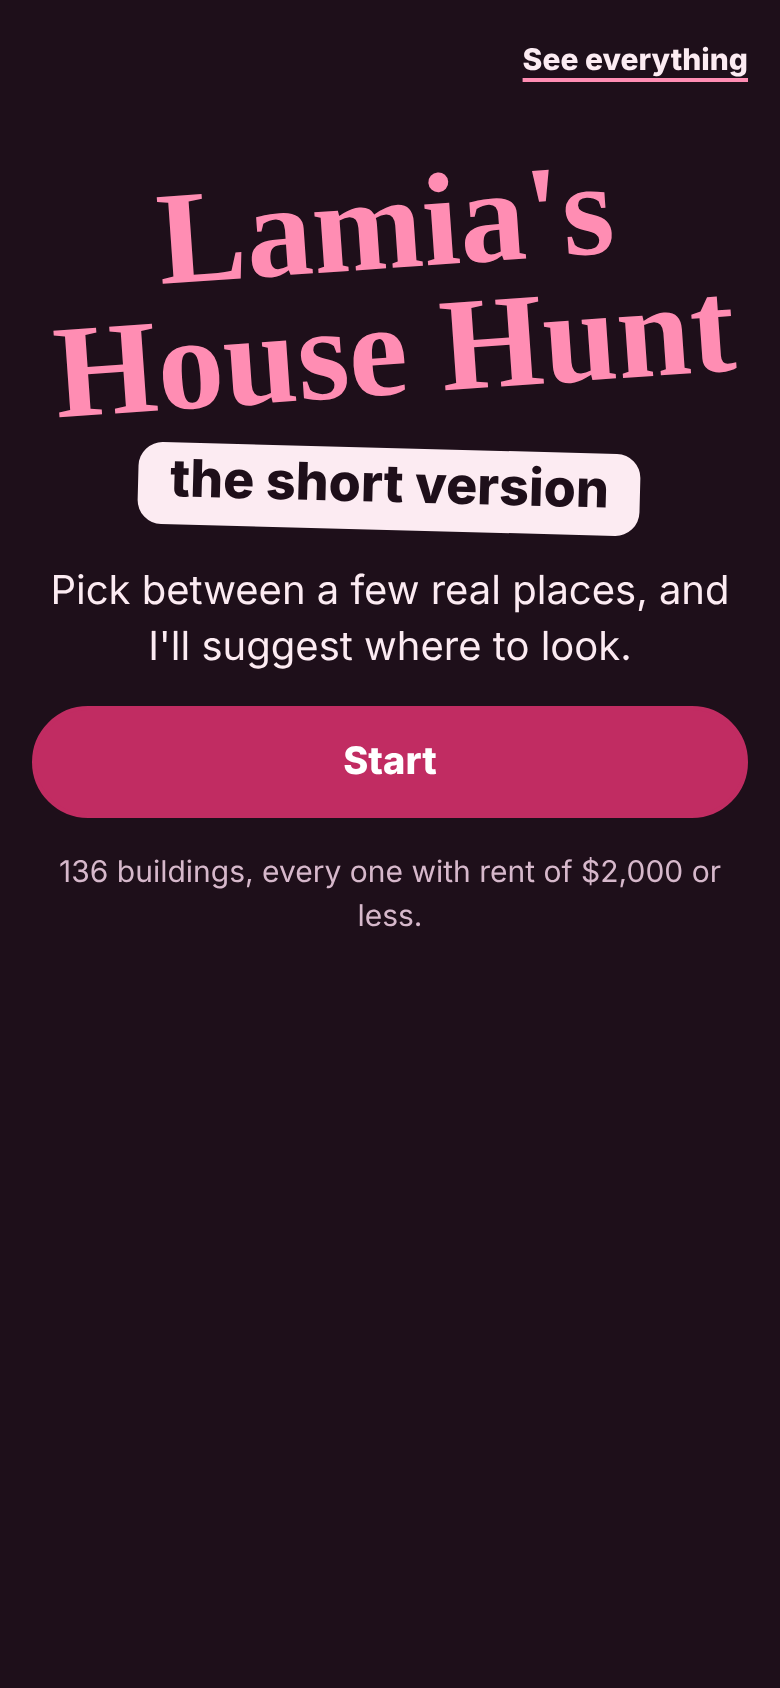 See everything
Lamia's
House Hunt
the short version
Pick between a few real places, and
I'll suggest where to look.
Start
136 buildings, every one with rent of $2,000 or
less.